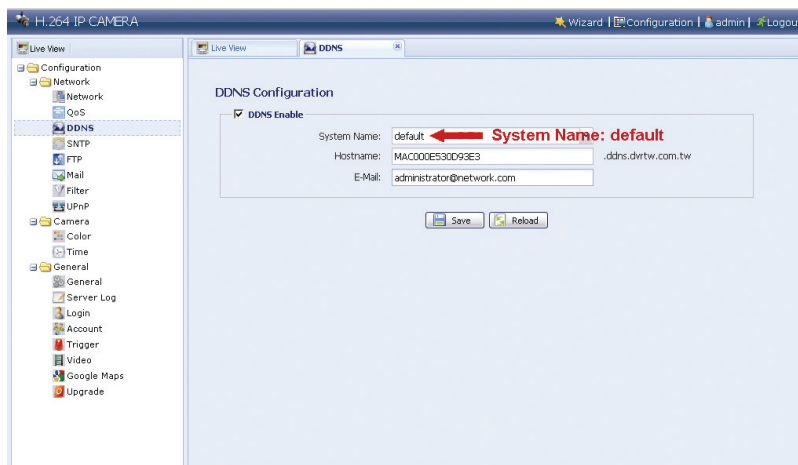 H.264 IP CAMERA
Wizard | Configuration | admin | Logou
Live View
Configuration
Network
Network
QoS
DDNS
SNTP
FTP
Mail
Filter
UPnP
Camera
Color
Time
General
General
Server Log
Login
Account
Trigger
Video
Google Maps
Upgrade
Live View
DDNS
DDNS Configuration
DDNS Enable
System Name: default System Name: default
Hostname: MAC000E530D93E3 .ddns.dvrtw.com.tw
E-Mail: administrator@network.com
Save Reload